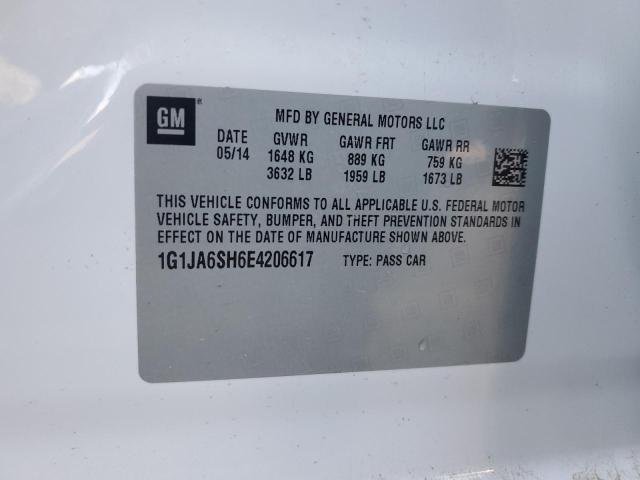 GM ®
MFD BY GENERAL MOTORS LLC
DATE GVWR GAWR FRT GAWR RR
05/14 1648 KG 889 KG 759 KG
3632 LB 1959 LB 1673 LB
THIS VEHICLE CONFORMS TO ALL APPLICABLE U.S. FEDERAL MOTOR
VEHICLE SAFETY, BUMPER, AND THEFT PREVENTION STANDARDS IN
EFFECT ON THE DATE OF MANUFACTURE SHOWN ABOVE.
1G1JA6SH6E4206617 TYPE: PASS CAR